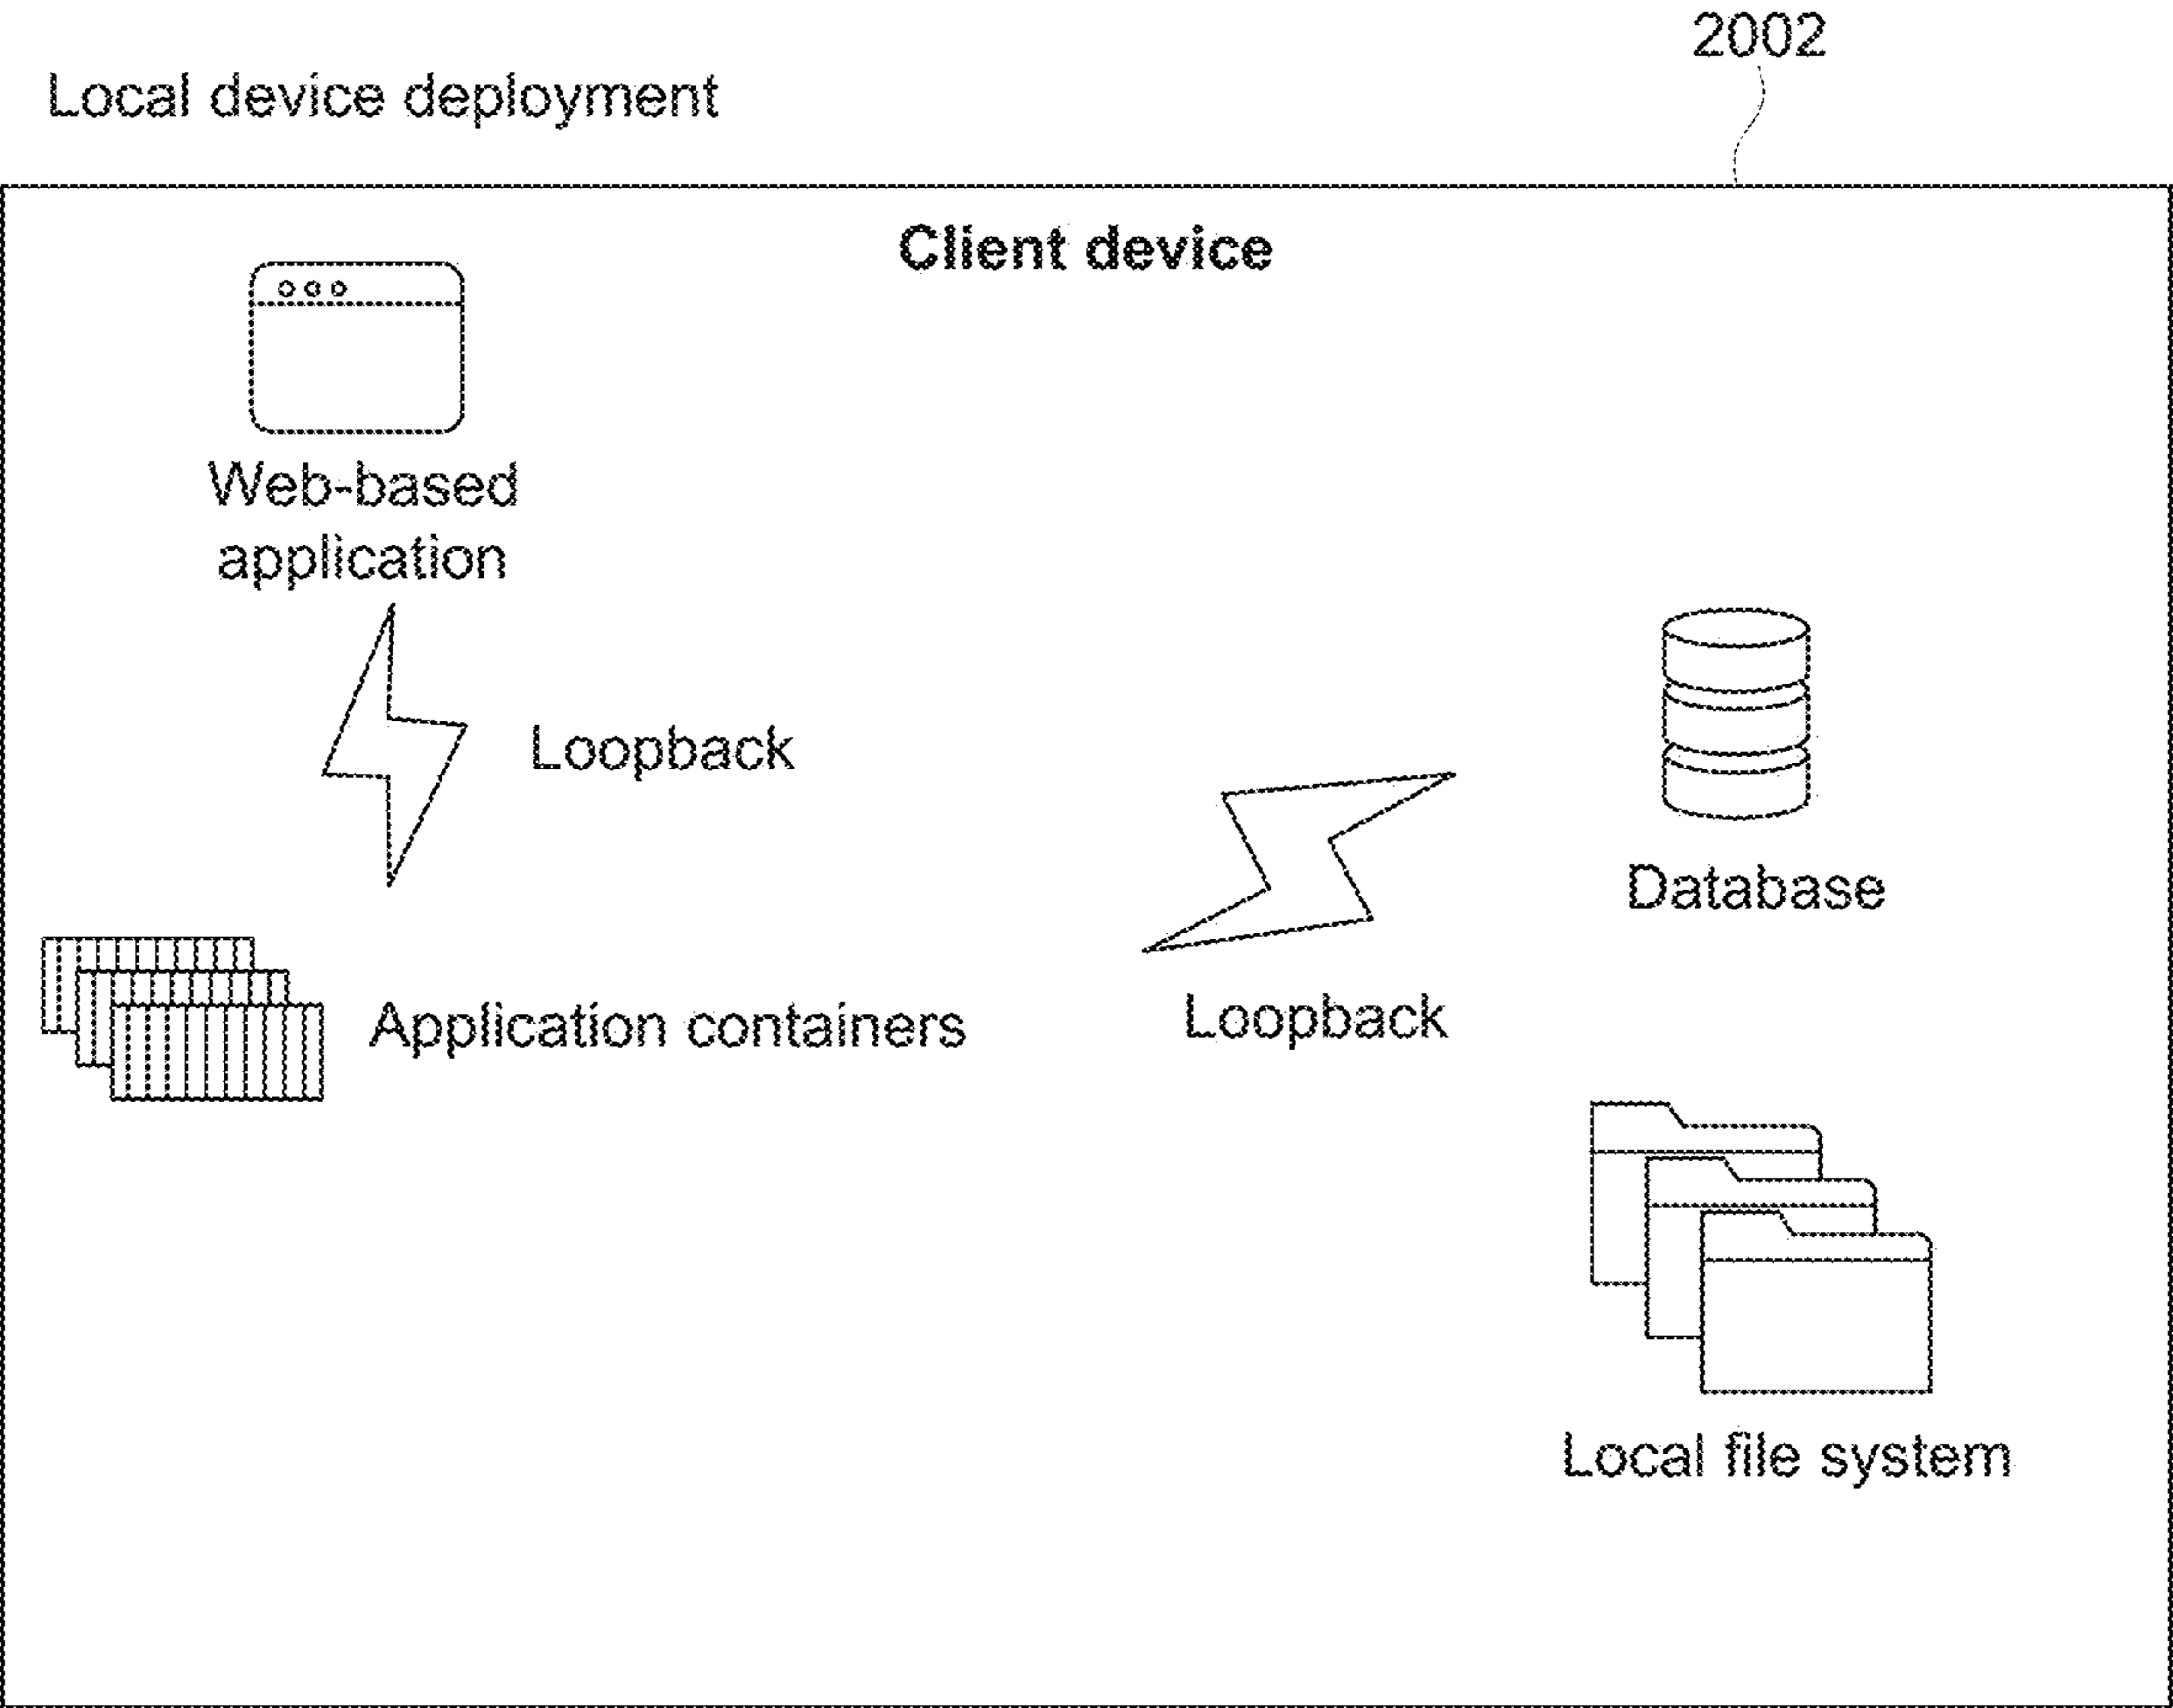 2002
Local device deployment
Client device
Web-based
application
Loopback
Database
Application containers
Loopback
Local file system